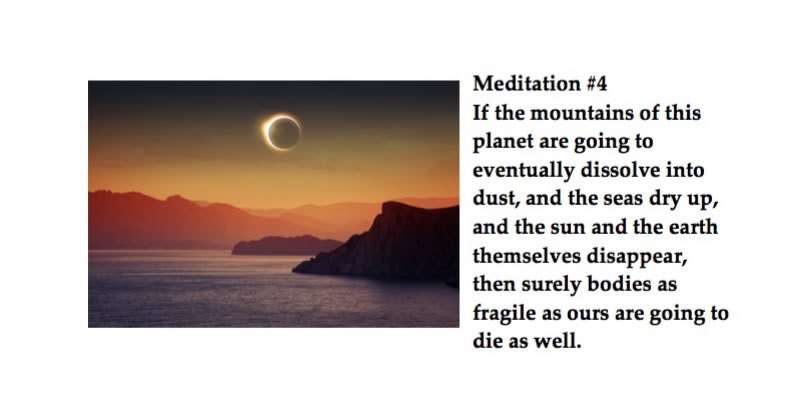 Meditation #4
If the mountains of this
planet are going to
eventually dissolve into
dust, and the seas dry up,
and the sun and the earth
themselves disappear,
then surely bodies as
fragile as ours are going to
die as well.